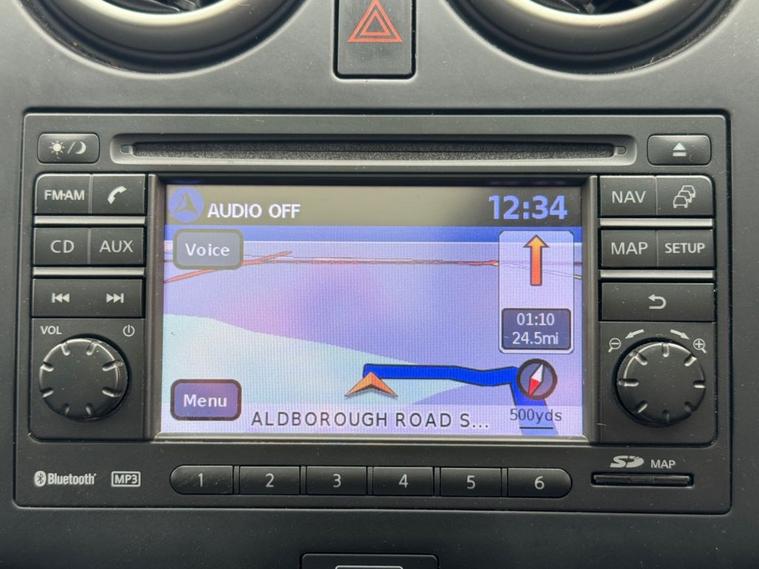 FM·AM
CD AUX
VOL
AUDIO OFF 12:34
Voice
01:10
24.5mi
Menu
ALDBOROUGH ROAD S...
500yds
NAV
MAP SETUP
Bluetooth MP3
1 2 3 4 5 6
SD MAP